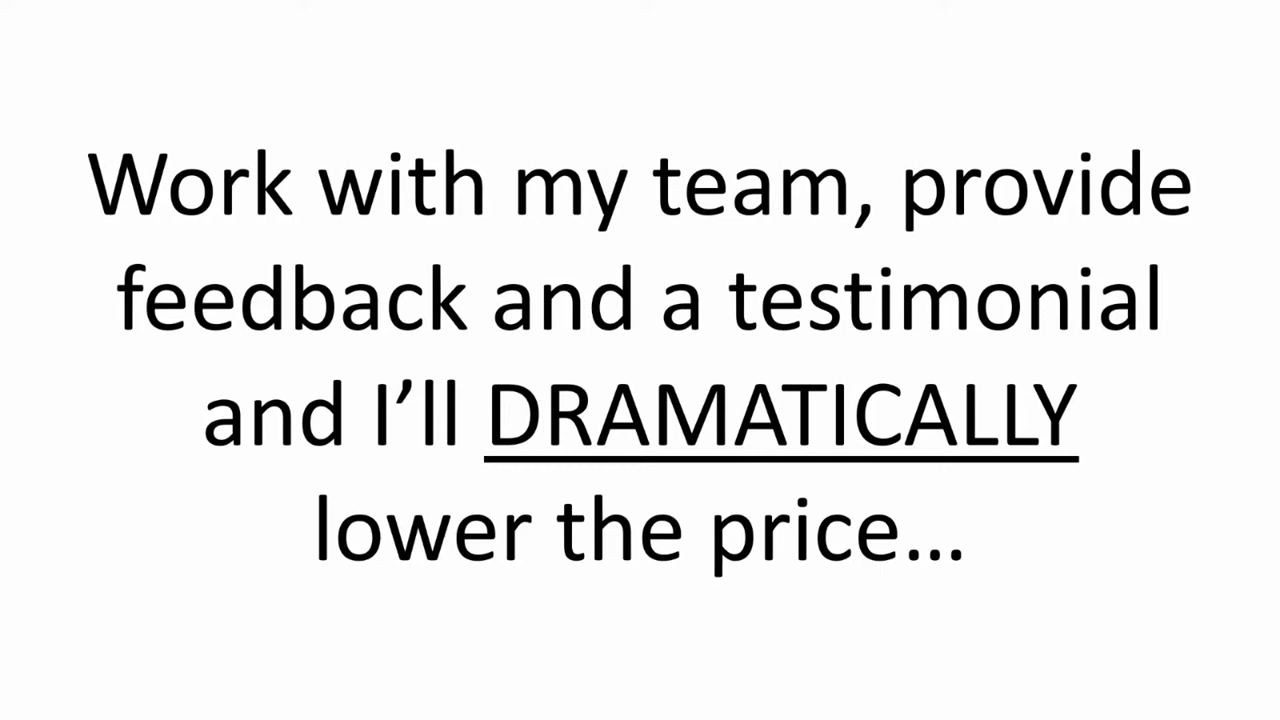 Work with my team, provide
feedback and a testimonial
and I’ll DRAMATICALLY
lower the price…